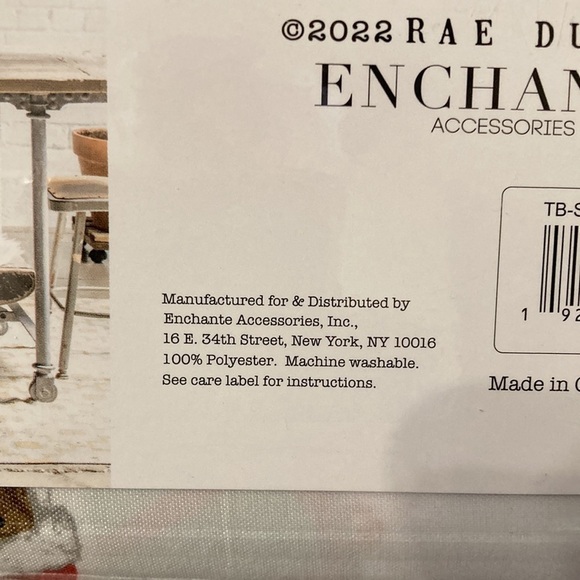 ©2022 RAE DU
ENCHAN
ACCESSORIES
TB-S
1 92
Manufactured for & Distributed by
Enchante Accessories, Inc.,
16 E. 34th Street, New York, NY 10016
100% Polyester. Machine washable.
See care label for instructions.
Made in